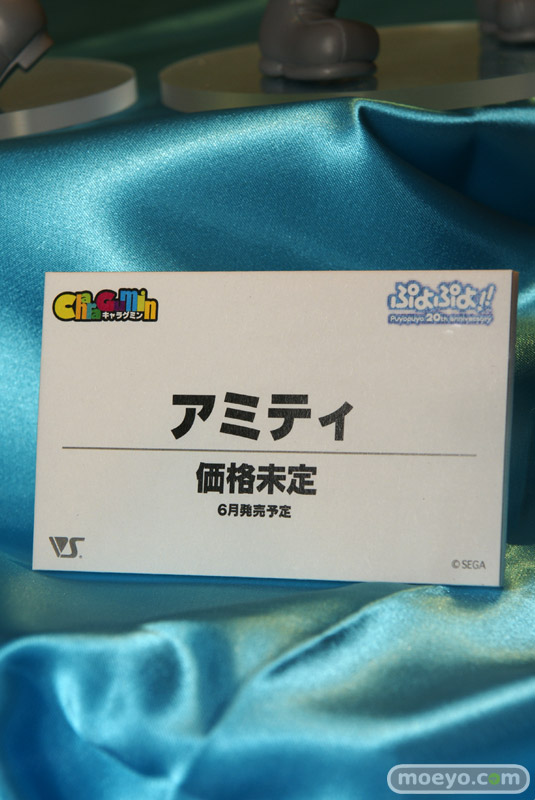 CharaGumin
キャラグミン
ぷよぷよ!!
Puyopuyo 20th anniversary
アミティ
価格未定
6月発売予定
VS.
© SEGA
moeyo.com